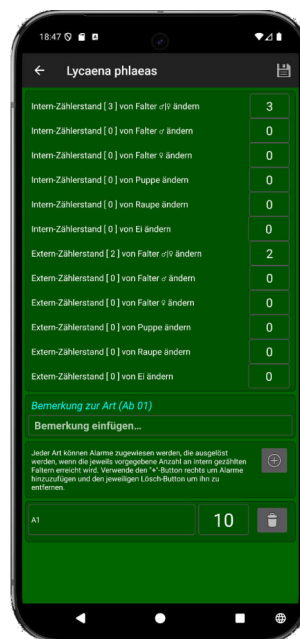 18:47
Lycaena phlaeas
Intern-Zählerstand [ 3 ] von Falter ♂|♀ ändern 3
Intern-Zählerstand [ 0 ] von Falter ♂ ändern 0
Intern-Zählerstand [ 0 ] von Falter ♀ ändern 0
Intern-Zählerstand [ 0 ] von Puppe ändern 0
Intern-Zählerstand [ 0 ] von Raupe ändern 0
Intern-Zählerstand [ 0 ] von Ei ändern 0
Extern-Zählerstand [ 2 ] von Falter ♂|♀ ändern 2
Extern-Zählerstand [ 0 ] von Falter ♂ ändern 0
Extern-Zählerstand [ 0 ] von Falter ♀ ändern 0
Extern-Zählerstand [ 0 ] von Puppe ändern 0
Extern-Zählerstand [ 0 ] von Raupe ändern 0
Extern-Zählerstand [ 0 ] von Ei ändern 0
Bemerkung zur Art (Ab 01)
Bemerkung einfügen...
Jeder Art können Alarme zugewiesen werden, die ausgelöst
werden, wenn die jeweils vorgegebene Anzahl an intern gezählten
Faltern erreicht wird. Verwende den "+"-Button rechts um Alarme
hinzuzufügen und den jeweiligen Lösch-Button um ihn zu
entfernen.
A1 10